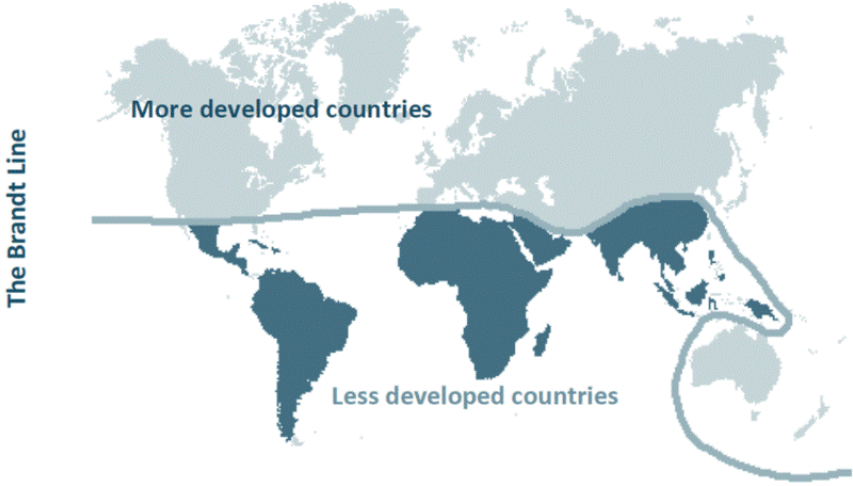 The Brandt Line
More developed countries
Less developed countries